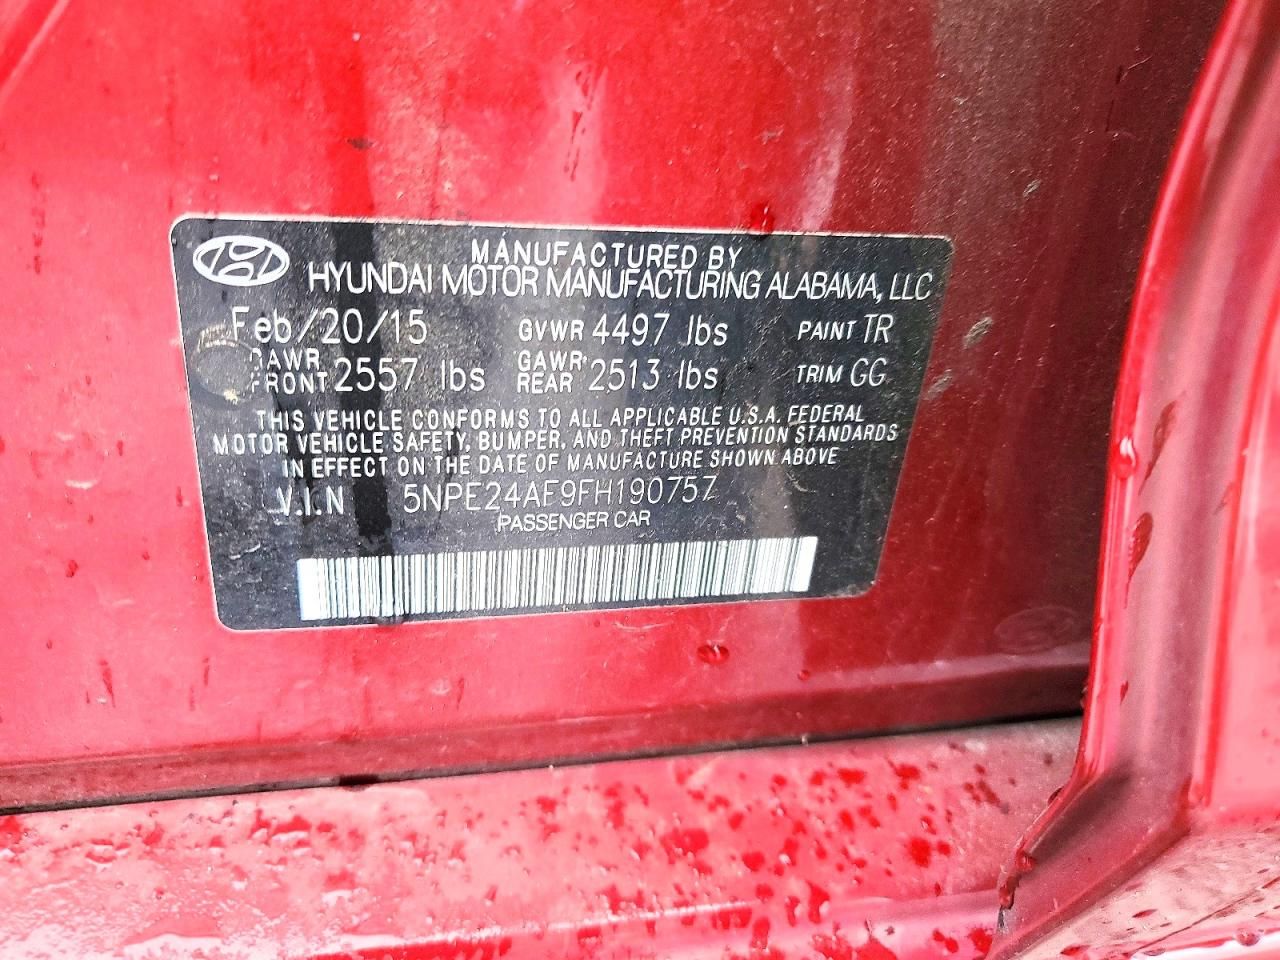 MANUFACTURED BY
HYUNDAI MOTOR MANUFACTURING ALABAMA, LLC
Feb/20/15 GVWR 4497 lbs PAINT TR
GAWR FRONT 2557 lbs GAWR REAR 2513 lbs TRIM GG
THIS VEHICLE CONFORMS TO ALL APPLICABLE U.S.A. FEDERAL
MOTOR VEHICLE SAFETY, BUMPER, AND THEFT PREVENTION STANDARDS
IN EFFECT ON THE DATE OF MANUFACTURE SHOWN ABOVE
V.I.N 5NPE24AF9FH190757
PASSENGER CAR